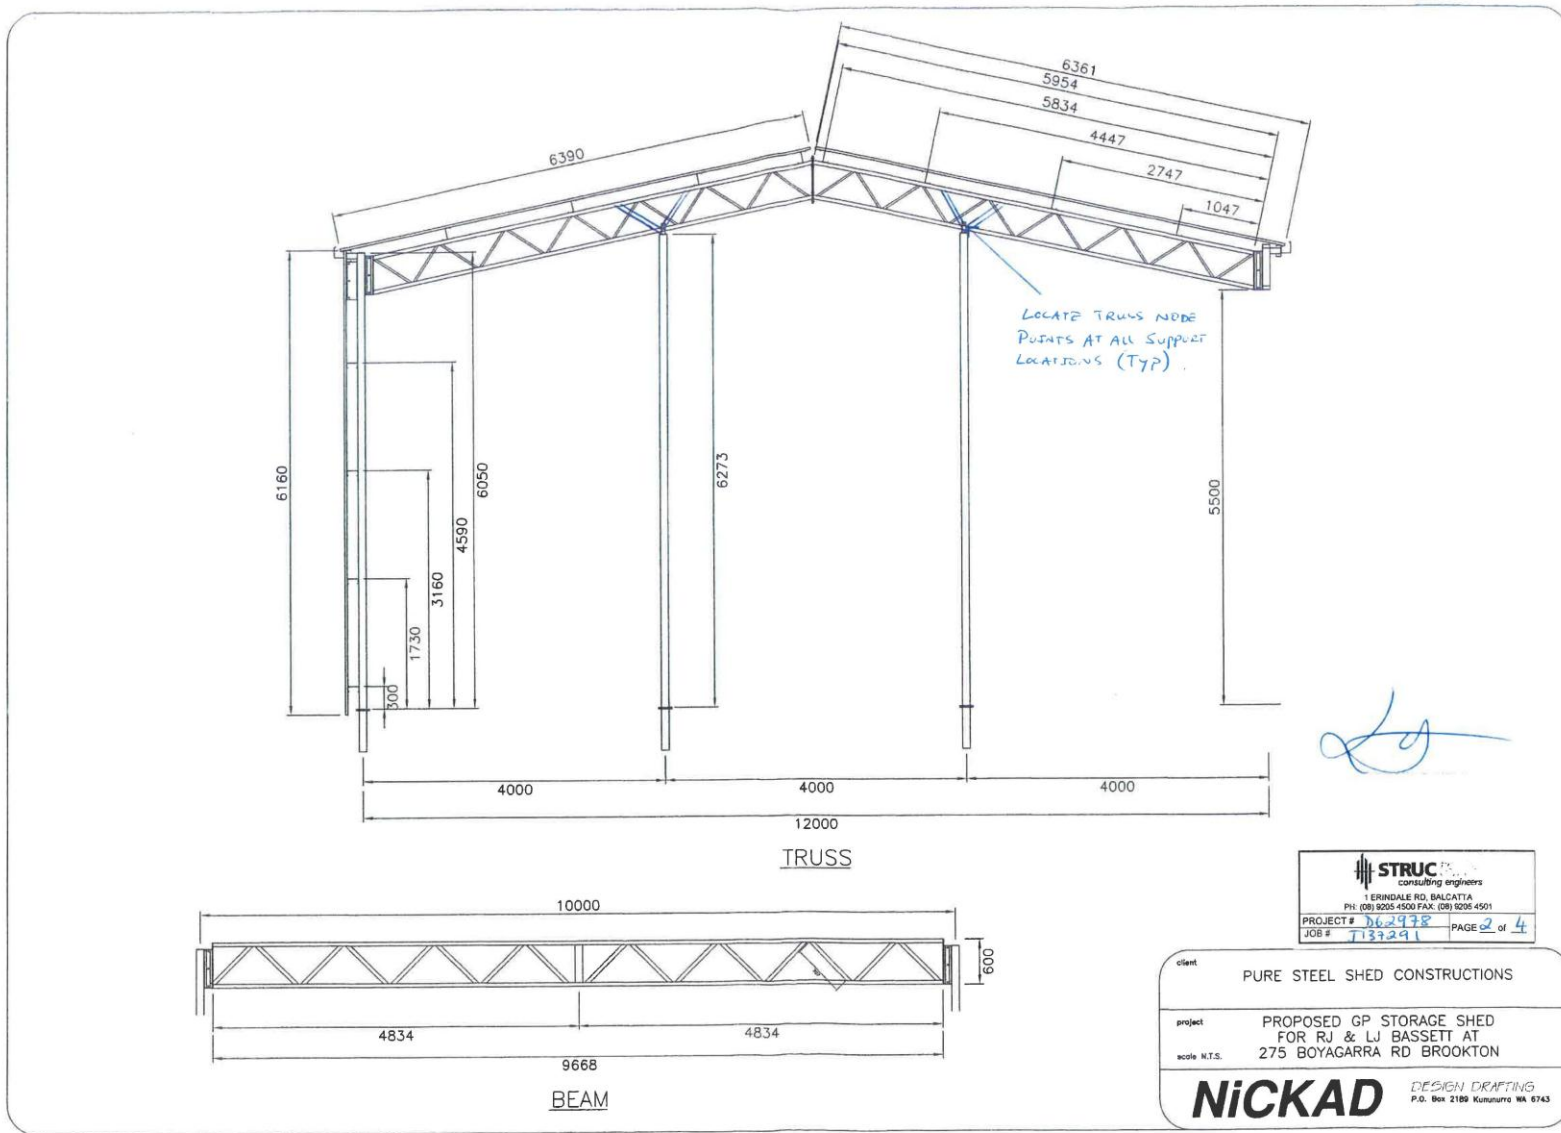 6361
5954
5834
4447
2747
1047
6390
LOCATE TRUSS NODE
POINTS AT ALL SUPPORT
LOCATIONS (TYP).
6160
6050
4590
3160
1730
300
6273
5500
4000
4000
4000
12000
TRUSS
10000
600
4834
4834
9668
BEAM
STRUC
consulting engineers
1 ERINDALE RD, BALCATTA
PH: (08) 9205 4500 FAX: (08) 9205 4501
PROJECT # D62978
JOB # J137291
PAGE 2 of 4
client
PURE STEEL SHED CONSTRUCTIONS
project
PROPOSED GP STORAGE SHED
FOR RJ & LJ BASSETT AT
scale N.T.S. 275 BOYAGARRA RD BROOKTON
NiCKAD
DESIGN DRAFTING
P.O. Box 2189 Kununurra WA 6743